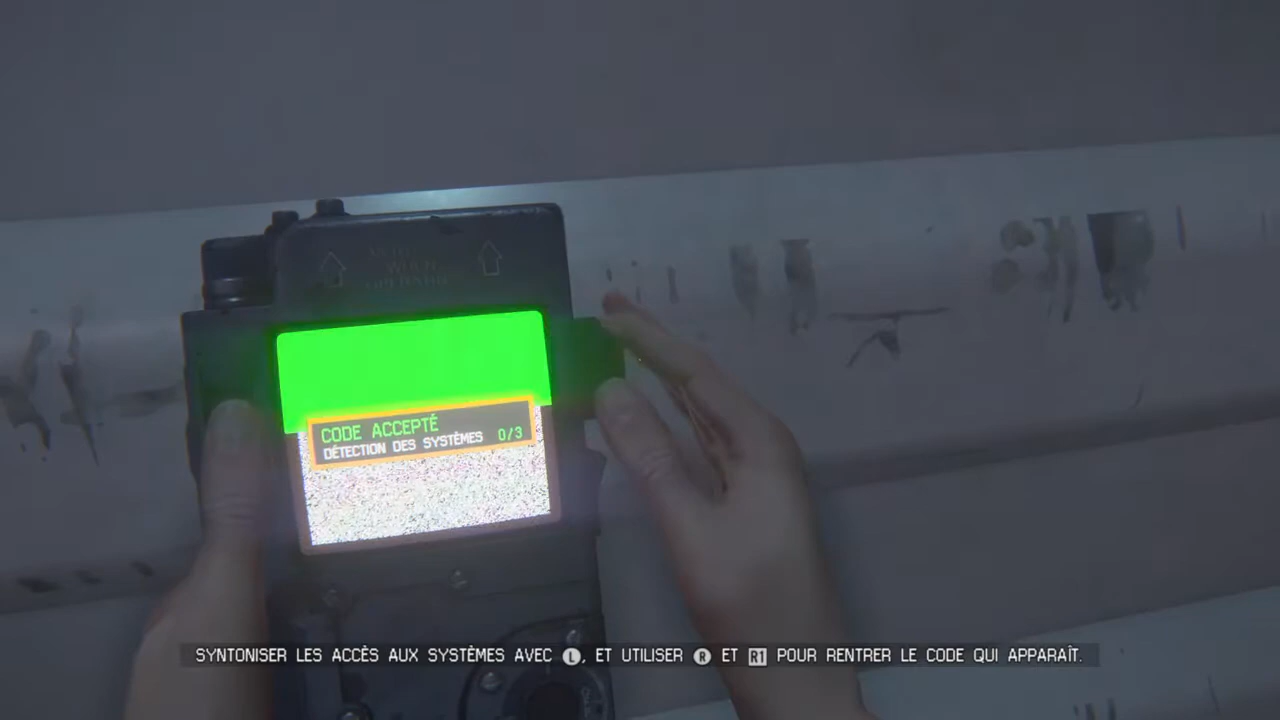 CODE ACCEPTÉ
DÉTECTION DES SYSTÈMES 0/3
SYNTONISER LES ACCÈS AUX SYSTÈMES AVEC L, ET UTILISER R ET R1 POUR RENTRER LE CODE QUI APPARAÎT.